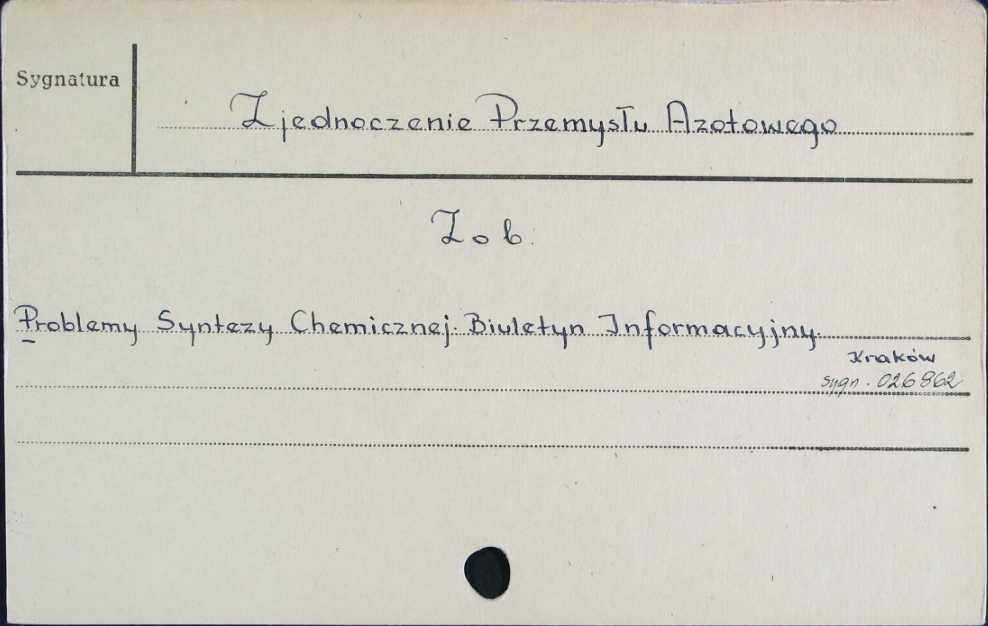 Sygnatura
Zjednoczenie Przemysłu Azotowego
Zob.
Problemy Syntezy Chemicznej. Biuletyn Informacyjny.
Kraków
sygn. 026862